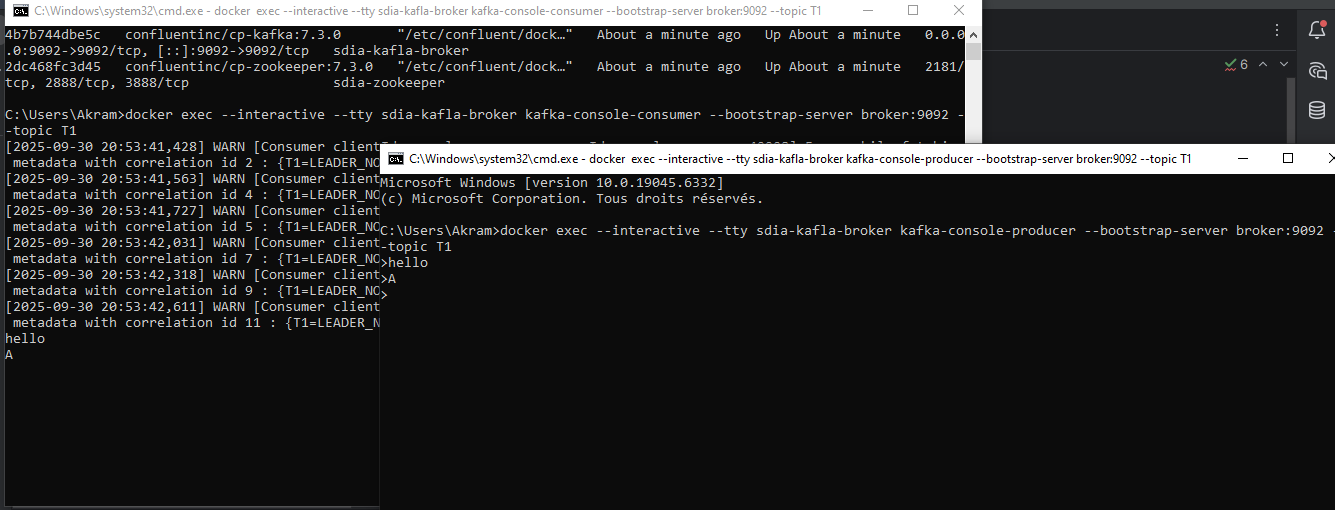 C:\Windows\system32\cmd.exe - docker exec --interactive --tty sdia-kafla-broker kafka-console-consumer --bootstrap-server broker:9092 --topic T1
4b7b744dbe5c   confluentinc/cp-kafka:7.3.0       "/etc/confluent/dock…"   About a minute ago   Up About a minute   0.0.0
.0:9092->9092/tcp, [::]:9092->9092/tcp   sdia-kafla-broker
2dc468fc3d45   confluentinc/cp-zookeeper:7.3.0   "/etc/confluent/dock…"   About a minute ago   Up About a minute   2181/
tcp, 2888/tcp, 3888/tcp                  sdia-zookeeper
C:\Users\Akram>docker exec --interactive --tty sdia-kafla-broker kafka-console-consumer --bootstrap-server broker:9092 -
-topic T1
[2025-09-30 20:53:41,428] WARN [Consumer client
metadata with correlation id 2 : {T1=LEADER_NO
[2025-09-30 20:53:41,563] WARN [Consumer client
metadata with correlation id 4 : {T1=LEADER_NO
[2025-09-30 20:53:41,727] WARN [Consumer client
metadata with correlation id 5 : {T1=LEADER_NO
[2025-09-30 20:53:42,031] WARN [Consumer client
metadata with correlation id 7 : {T1=LEADER_NO
[2025-09-30 20:53:42,318] WARN [Consumer client
metadata with correlation id 9 : {T1=LEADER_NO
[2025-09-30 20:53:42,611] WARN [Consumer client
metadata with correlation id 11 : {T1=LEADER_N
hello
A
C:\Windows\system32\cmd.exe - docker exec --interactive --tty sdia-kafla-broker kafka-console-producer --bootstrap-server broker:9092 --topic T1
Microsoft Windows [version 10.0.19045.6332]
(c) Microsoft Corporation. Tous droits réservés.
C:\Users\Akram>docker exec --interactive --tty sdia-kafla-broker kafka-console-producer --bootstrap-server broker:9092 -
-topic T1
>hello
>A
>
6